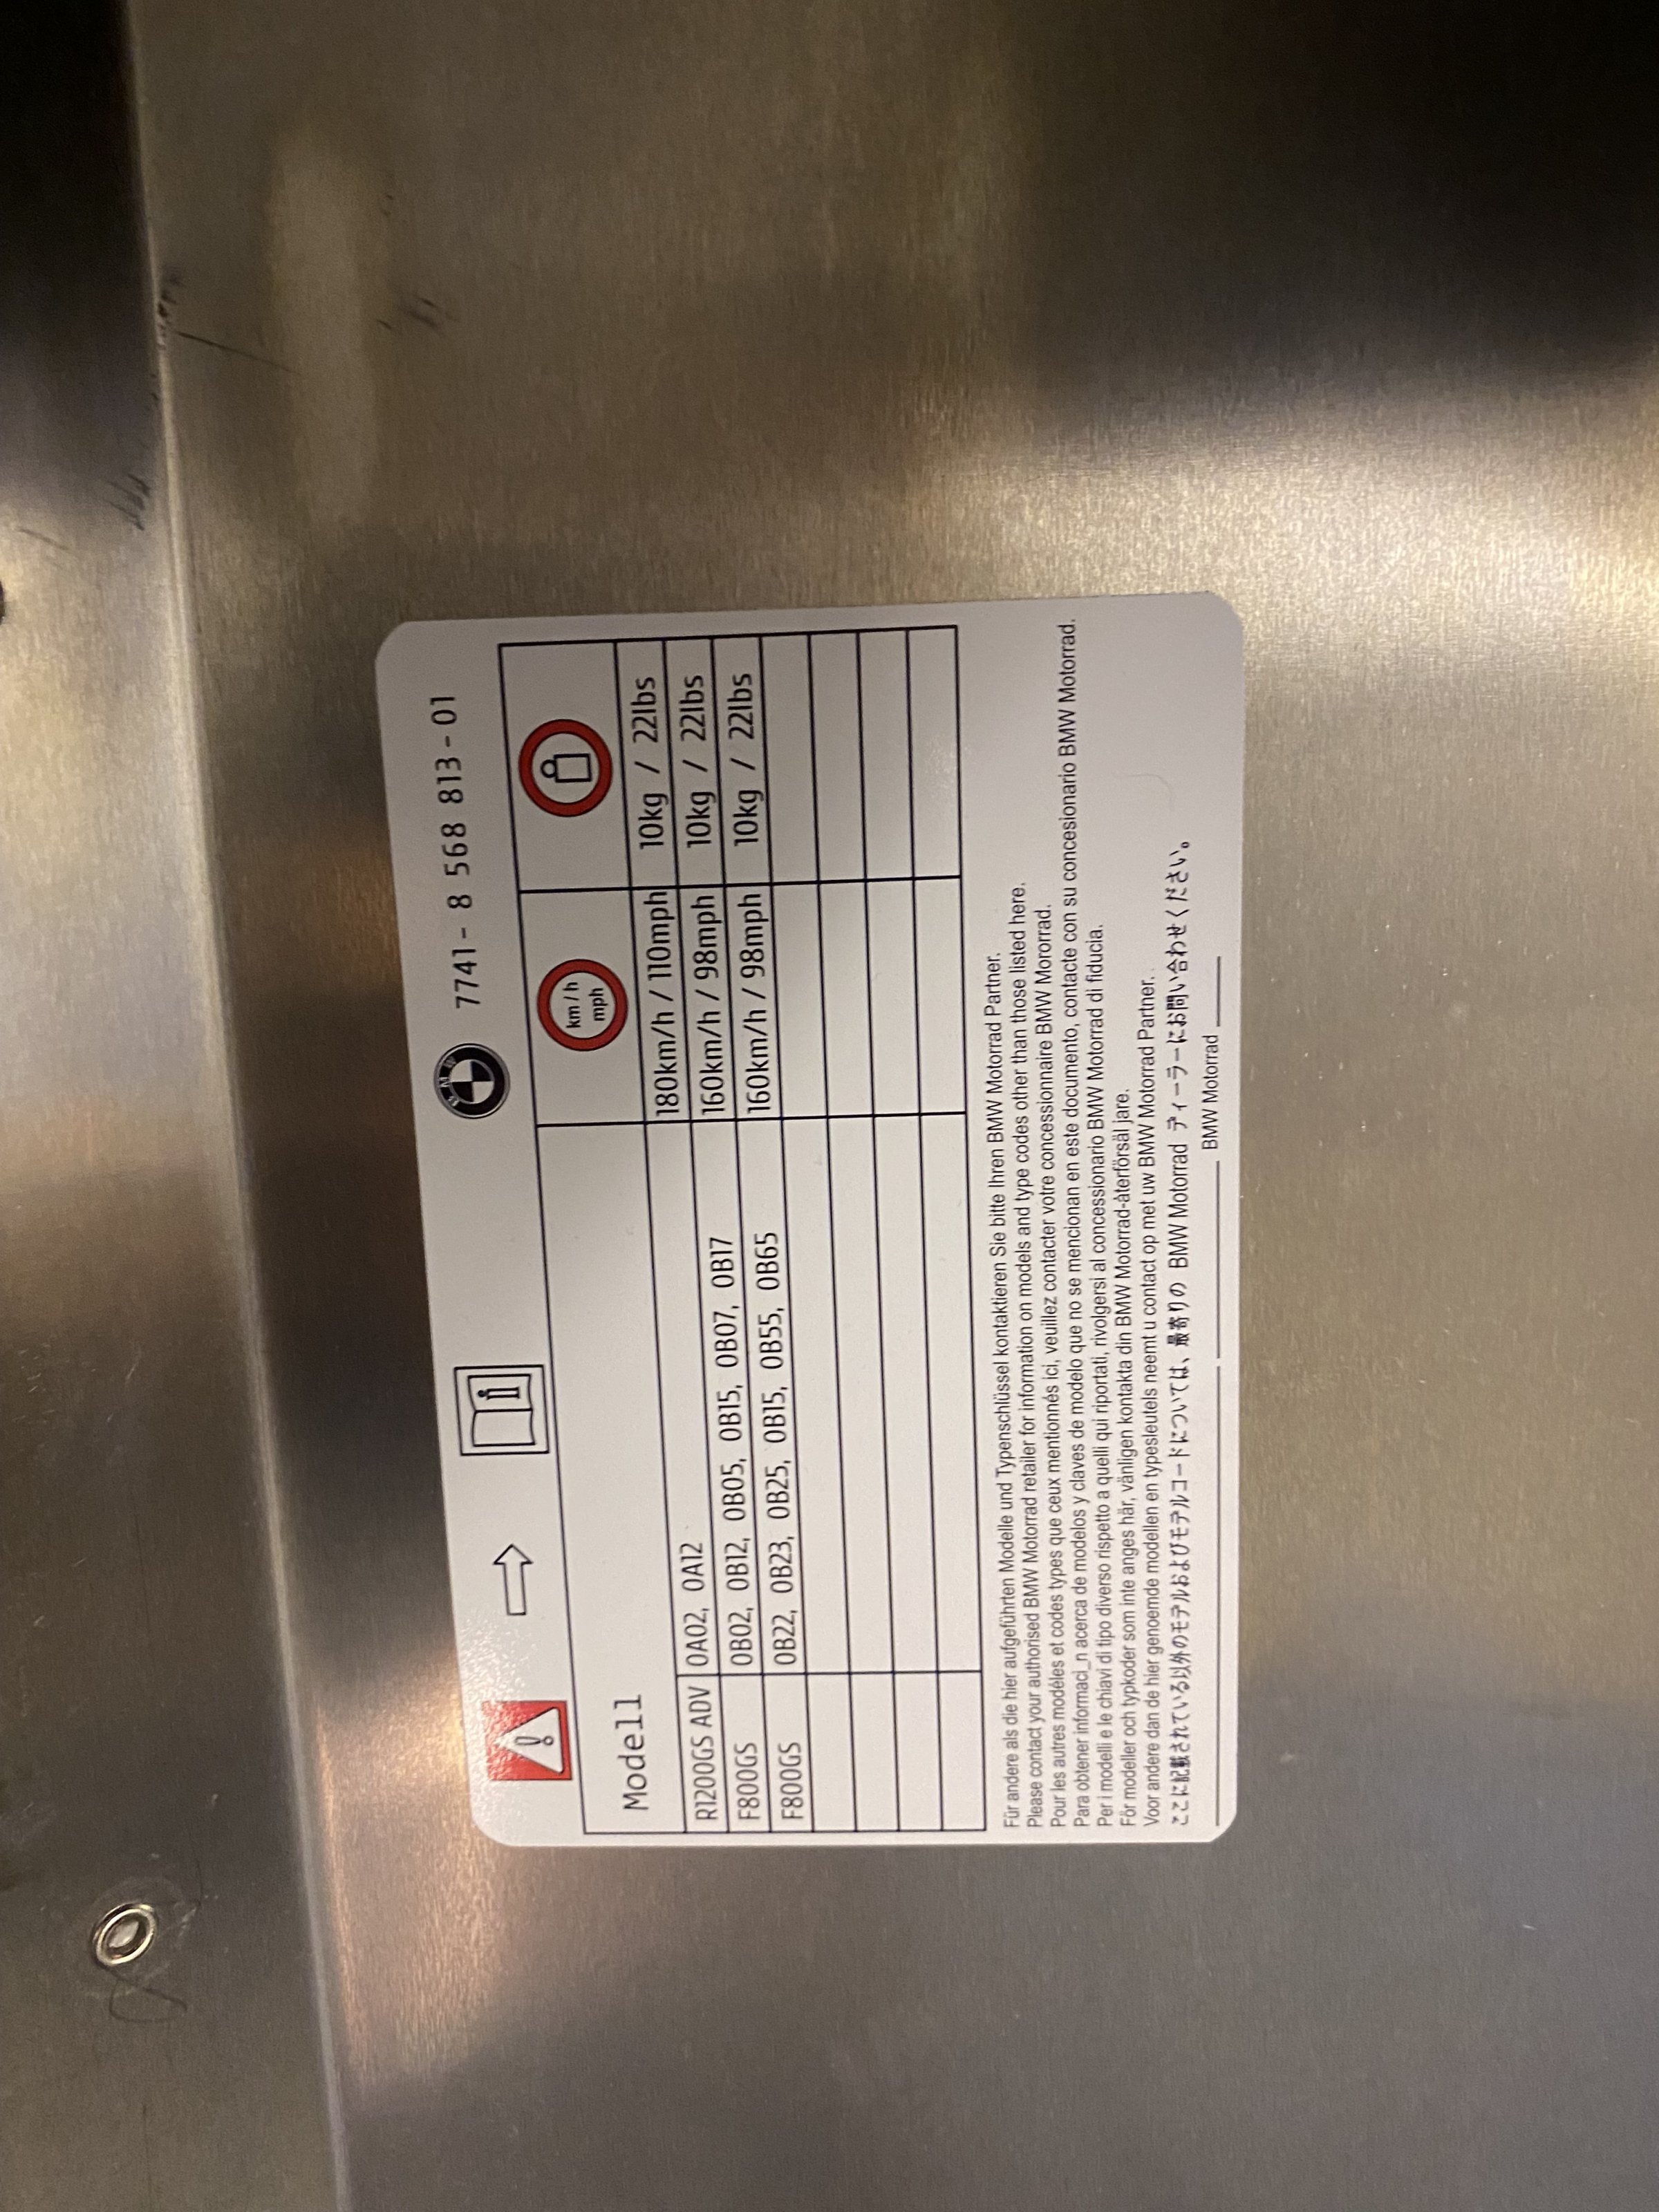 BMW
7741- 8 568 813-01
Modell
km/h
mph
R1200GS ADV 0A02, 0A12 180km/h / 110mph 10kg / 22lbs
F800GS 0B02, 0B12, 0B05, 0B15, 0B07, 0B17 160km/h / 98mph 10kg / 22lbs
F800GS 0B22, 0B23, 0B25, 0B15, 0B55, 0B65 160km/h / 98mph 10kg / 22lbs
Für andere als die hier aufgeführten Modelle und Typenschlüssel kontaktieren Sie bitte Ihren BMW Motorrad Partner.
Please contact your authorised BMW Motorrad retailer for information on models and type codes other than those listed here.
Pour les autres modèles et codes types que ceux mentionnés ici, veuillez contacter votre concessionnaire BMW Mororrad.
Para obtener informaci_n acerca de modelos y claves de modelo que no se mencionan en este documento, contacte con su concesionario BMW Motorrad.
Per i modelli e le chiavi di tipo diverso rispetto a quelli qui riportati, rivolgersi al concessionario BMW Motorrad di fiducia.
För modeller och typkoder som inte anges här, vänligen kontakta din BMW Motorrad-återförsäl jare.
Voor andere dan de hier genoemde modellen en typesleutels neemt u contact op met uw BMW Motorrad Partner.
ここに記載されている以外のモデルおよびモデルコードについては、最寄りの BMW Motorrad ディーラーにお問い合わせください。
BMW Motorrad